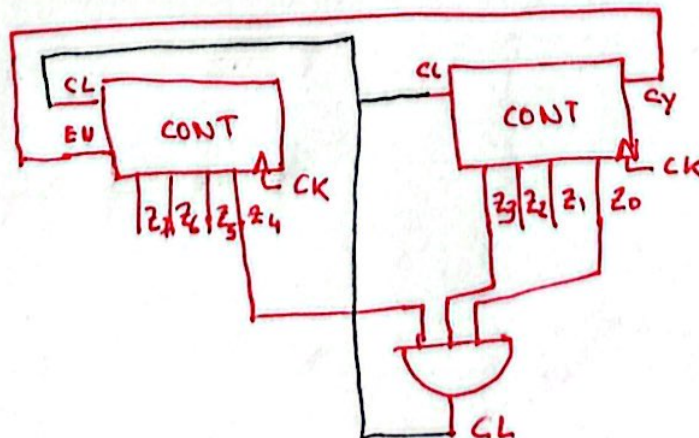 CL
EN
CONT
CK
Z7 Z6 Z5 Z4
CL
CY
CONT
CK
Z3 Z2 Z1 Z0
CL